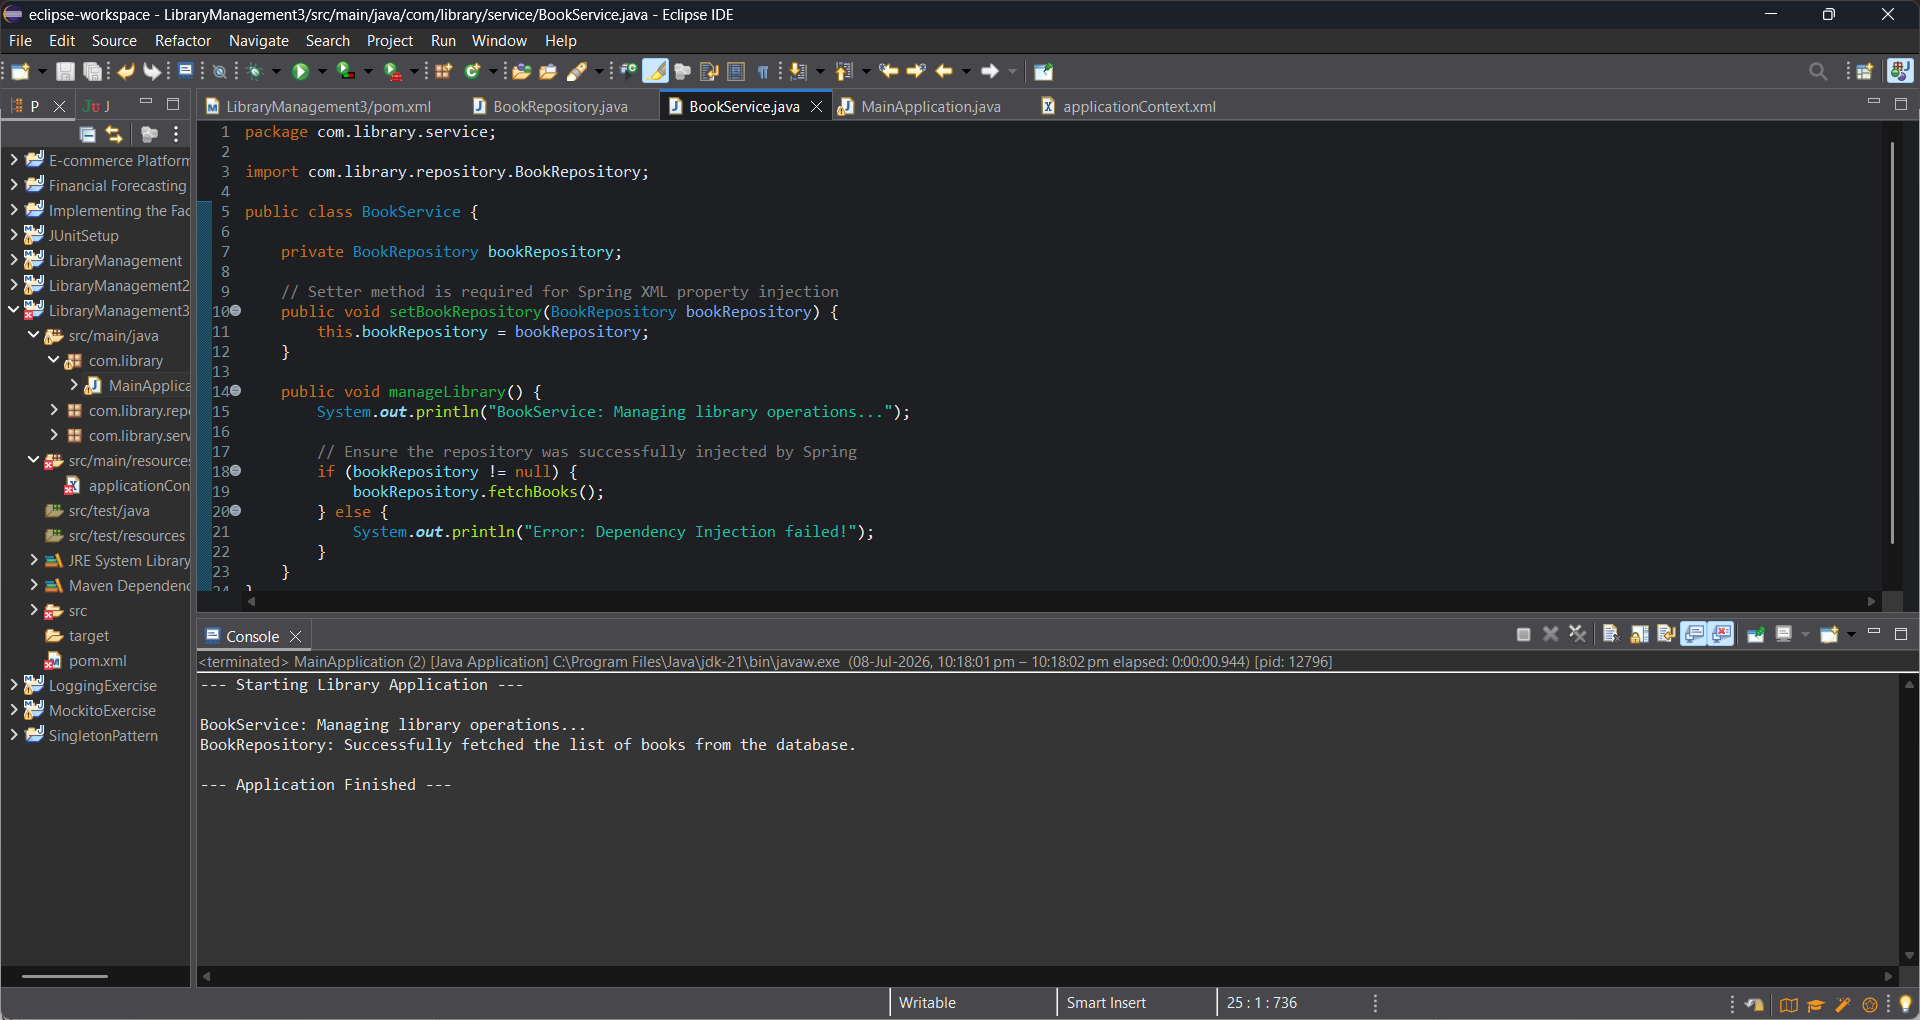 eclipse-workspace - LibraryManagement3/src/main/java/com/library/service/BookService.java - Eclipse IDE
File Edit Source Refactor Navigate Search Project Run Window Help
P Ju J
LibraryManagement3/pom.xml BookRepository.java BookService.java MainApplication.java applicationContext.xml
E-commerce Platform
Financial Forecasting
Implementing the Fac
JUnitSetup
LibraryManagement
LibraryManagement2
LibraryManagement3
src/main/java
com.library
MainApplica
com.library.rep
com.library.serv
src/main/resources
applicationCon
src/test/java
src/test/resources
JRE System Library
Maven Dependenc
src
target
pom.xml
LoggingExercise
MockitoExercise
SingletonPattern
1 package com.library.service;
2
3 import com.library.repository.BookRepository;
4
5 public class BookService {
6
7 private BookRepository bookRepository;
8
9 // Setter method is required for Spring XML property injection
10 public void setBookRepository(BookRepository bookRepository) {
11 this.bookRepository = bookRepository;
12 }
13
14 public void manageLibrary() {
15 System.out.println("BookService: Managing library operations...");
16
17 // Ensure the repository was successfully injected by Spring
18 if (bookRepository != null) {
19 bookRepository.fetchBooks();
20 } else {
21 System.out.println("Error: Dependency Injection failed!");
22 }
23 }
24 }
Console
<terminated> MainApplication (2) [Java Application] C:\Program Files\Java\jdk-21\bin\javaw.exe (08-Jul-2026, 10:18:01 pm – 10:18:02 pm elapsed: 0:00:00.944) [pid: 12796]
--- Starting Library Application ---
BookService: Managing library operations...
BookRepository: Successfully fetched the list of books from the database.
--- Application Finished ---
Writable Smart Insert 25 : 1 : 736